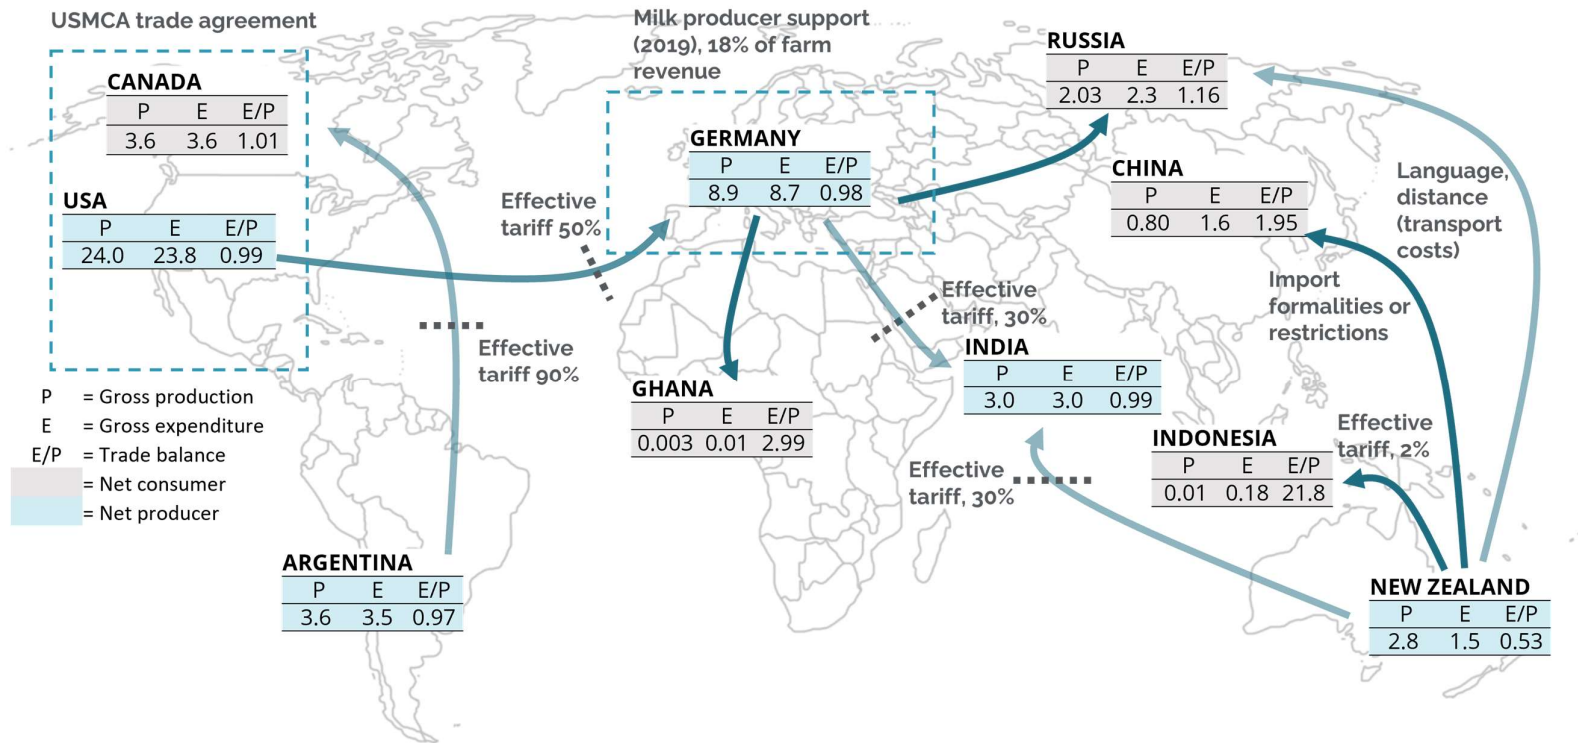 USMCA trade agreement
CANADA
P E E/P
3.6 3.6 1.01
USA
P E E/P
24.0 23.8 0.99
Milk producer support
(2019), 18% of farm
revenue
GERMANY
P E E/P
8.9 8.7 0.98
RUSSIA
P E E/P
2.03 2.3 1.16
CHINA
P E E/P
0.80 1.6 1.95
Language,
distance
(transport
costs)
Effective
tariff 50%
Effective
tariff, 30%
Import
formalities or
restrictions
Effective
tariff 90%
INDIA
P E E/P
3.0 3.0 0.99
GHANA
P E E/P
0.003 0.01 2.99
P = Gross production
E = Gross expenditure
E/P = Trade balance
= Net consumer
= Net producer
Effective
tariff, 30%
INDONESIA
P E E/P
0.01 0.18 21.8
Effective
tariff, 2%
ARGENTINA
P E E/P
3.6 3.5 0.97
NEW ZEALAND
P E E/P
2.8 1.5 0.53